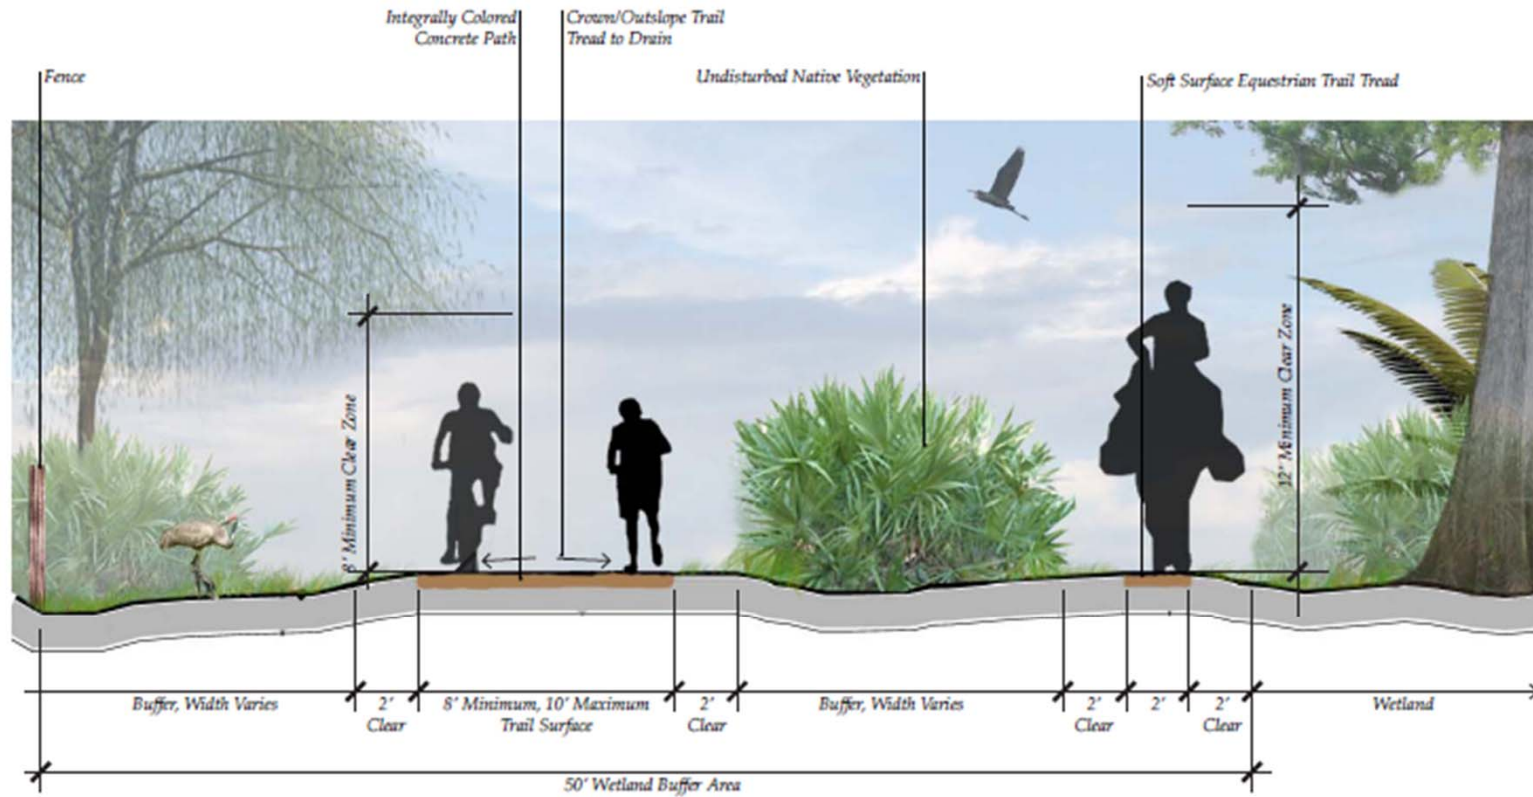 Integrally Colored
Concrete Path
Crown/Outslope Trail
Tread to Drain
Fence
Undisturbed Native Vegetation
Soft Surface Equestrian Trail Tread
8' Minimum Clear Zone
12' Minimum Clear Zone
Buffer, Width Varies
2'
Clear
8' Minimum, 10' Maximum
Trail Surface
2'
Clear
Buffer, Width Varies
2'
Clear
2'
2'
Clear
Wetland
50' Wetland Buffer Area